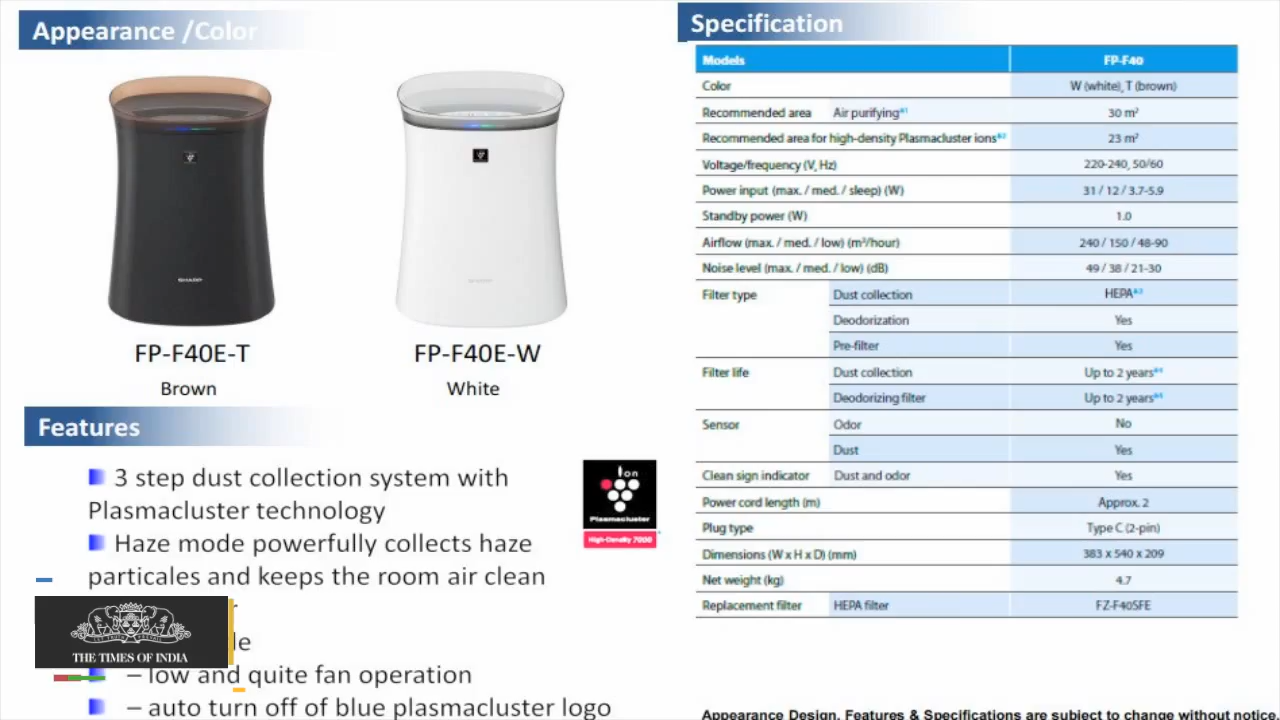 Appearance /Color
SHARP
SHARP
FP-F40E-T
FP-F40E-W
Brown
White
Features
3 step dust collection system with
Plasmacluster technology
Haze mode powerfully collects haze
particales and keeps the room air clean
– low and quite fan operation
– auto turn off of blue plasmacluster logo
Ion
Plasmacluster
High-Density 7000
THE TIMES OF INDIA
Specification
Models FP-F40
Color W (white), T (brown)
Recommended area Air purifying*1 30 m²
Recommended area for high-density Plasmacluster ions*2 23 m²
Voltage/frequency (V, Hz) 220-240, 50/60
Power input (max. / med. / sleep) (W) 31 / 12 / 3.7-5.9
Standby power (W) 1.0
Airflow (max. / med. / low) (m³/hour) 240 / 150 / 48-90
Noise level (max. / med. / low) (dB) 49 / 38 / 21-30
Filter type Dust collection HEPA*3
Deodorization Yes
Pre-filter Yes
Filter life Dust collection Up to 2 years*4
Deodorizing filter Up to 2 years*5
Sensor Odor No
Dust Yes
Clean sign indicator Dust and odor Yes
Power cord length (m) Approx. 2
Plug type Type C (2-pin)
Dimensions (W x H x D) (mm) 383 x 540 x 209
Net weight (kg) 4.7
Replacement filter HEPA filter FZ-F40SFE
Appearance Design, Features & Specifications are subject to change without notice.